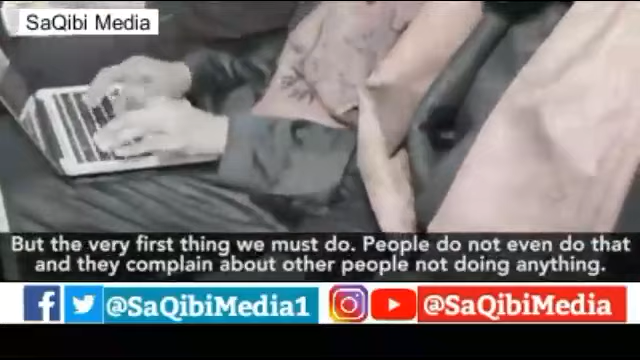 SaQibi Media
But the very first thing we must do. People do not even do that
and they complain about other people not doing anything.
@SaQibiMedia1 @SaQibiMedia